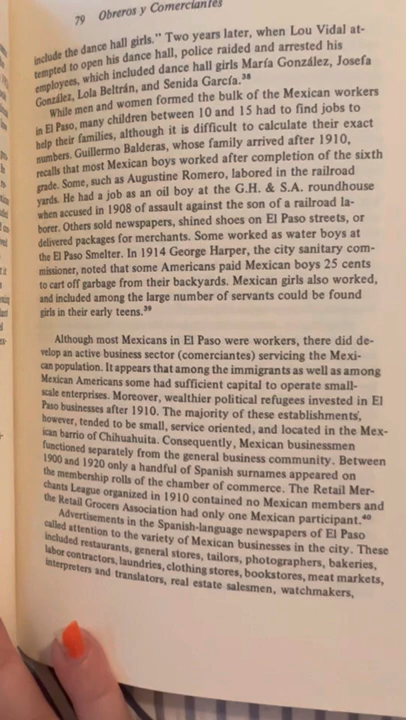 79 Obreros y Comerciantes
include the dance hall girls." Two years later, when Lou Vidal at-
tempted to open his dance hall, police raided and arrested his
employees, which included dance hall girls María González, Josefa
González, Lola Beltrán, and Senida García.³⁸
While men and women formed the bulk of the Mexican workers
in El Paso, many children between 10 and 15 had to find jobs to
help their families, although it is difficult to calculate their exact
numbers. Guillermo Balderas, whose family arrived after 1910,
recalls that most Mexican boys worked after completion of the sixth
grade. Some, such as Augustine Romero, labored in the railroad
yards. He had a job as an oil boy at the G.H. & S.A. roundhouse
when accused in 1908 of assault against the son of a railroad la-
borer. Others sold newspapers, shined shoes on El Paso streets, or
delivered packages for merchants. Some worked as water boys at
the El Paso Smelter. In 1914 George Harper, the city sanitary com-
missioner, noted that some Americans paid Mexican boys 25 cents
to cart off garbage from their backyards. Mexican girls also worked,
and included among the large number of servants could be found
girls in their early teens.³⁹
Although most Mexicans in El Paso were workers, there did de-
velop an active business sector (comerciantes) servicing the Mexi-
can population. It appears that among the immigrants as well as among
Mexican Americans some had sufficient capital to operate small-
scale enterprises. Moreover, wealthier political refugees invested in El
Paso businesses after 1910. The majority of these establishments,
however, tended to be small, service oriented, and located in the Mex-
ican barrio of Chihuahuita. Consequently, Mexican businessmen
functioned separately from the general business community. Between
1900 and 1920 only a handful of Spanish surnames appeared on
the membership rolls of the chamber of commerce. The Retail Mer-
chants League organized in 1910 contained no Mexican members and
the Retail Grocers Association had only one Mexican participant.⁴⁰
Advertisements in the Spanish-language newspapers of El Paso
called attention to the variety of Mexican businesses in the city. These
included restaurants, general stores, tailors, photographers, bakeries,
labor contractors, laundries, clothing stores, bookstores, meat markets,
interpreters and translators, real estate salesmen, watchmakers,